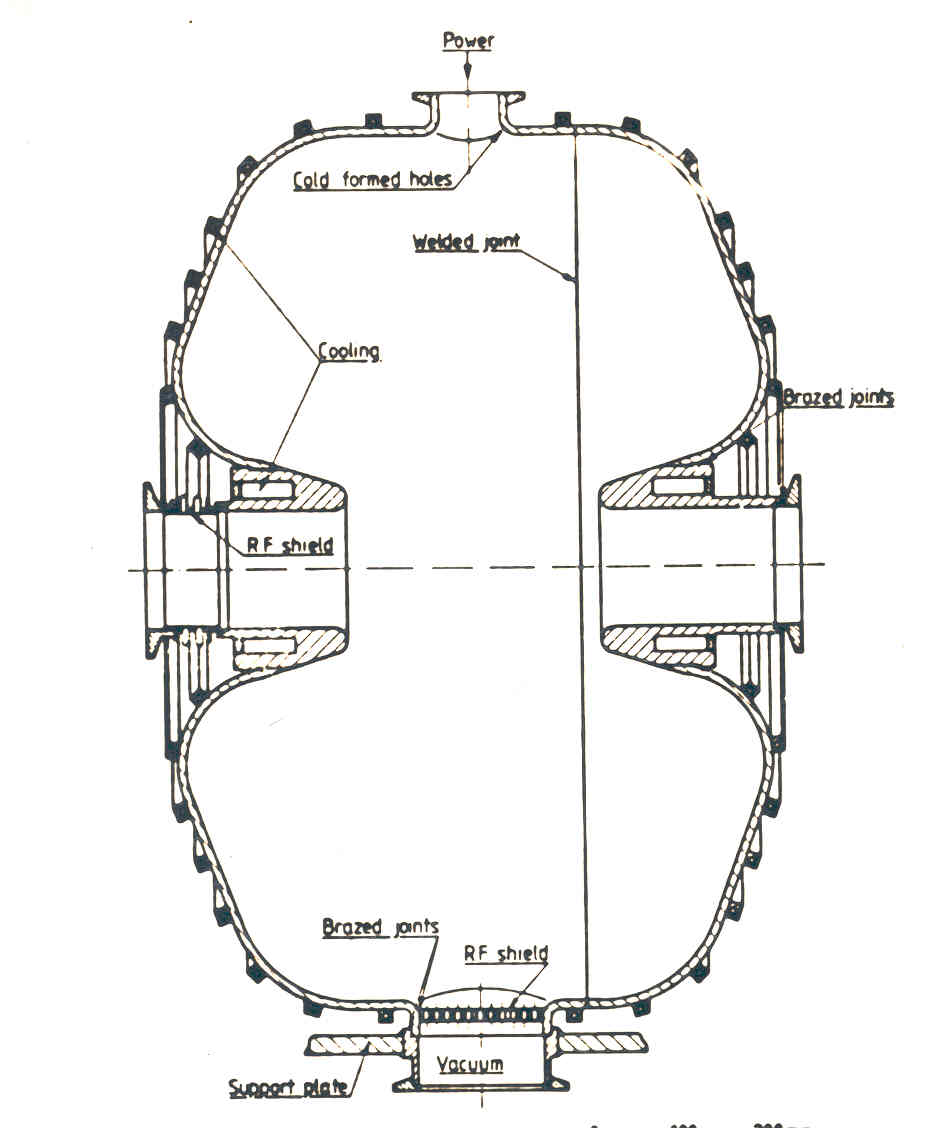 Power
Cold formed holes
Welded joint
Cooling
Brazed joints
RF shield
Brazed joints
RF shield
Vacuum
Support plate